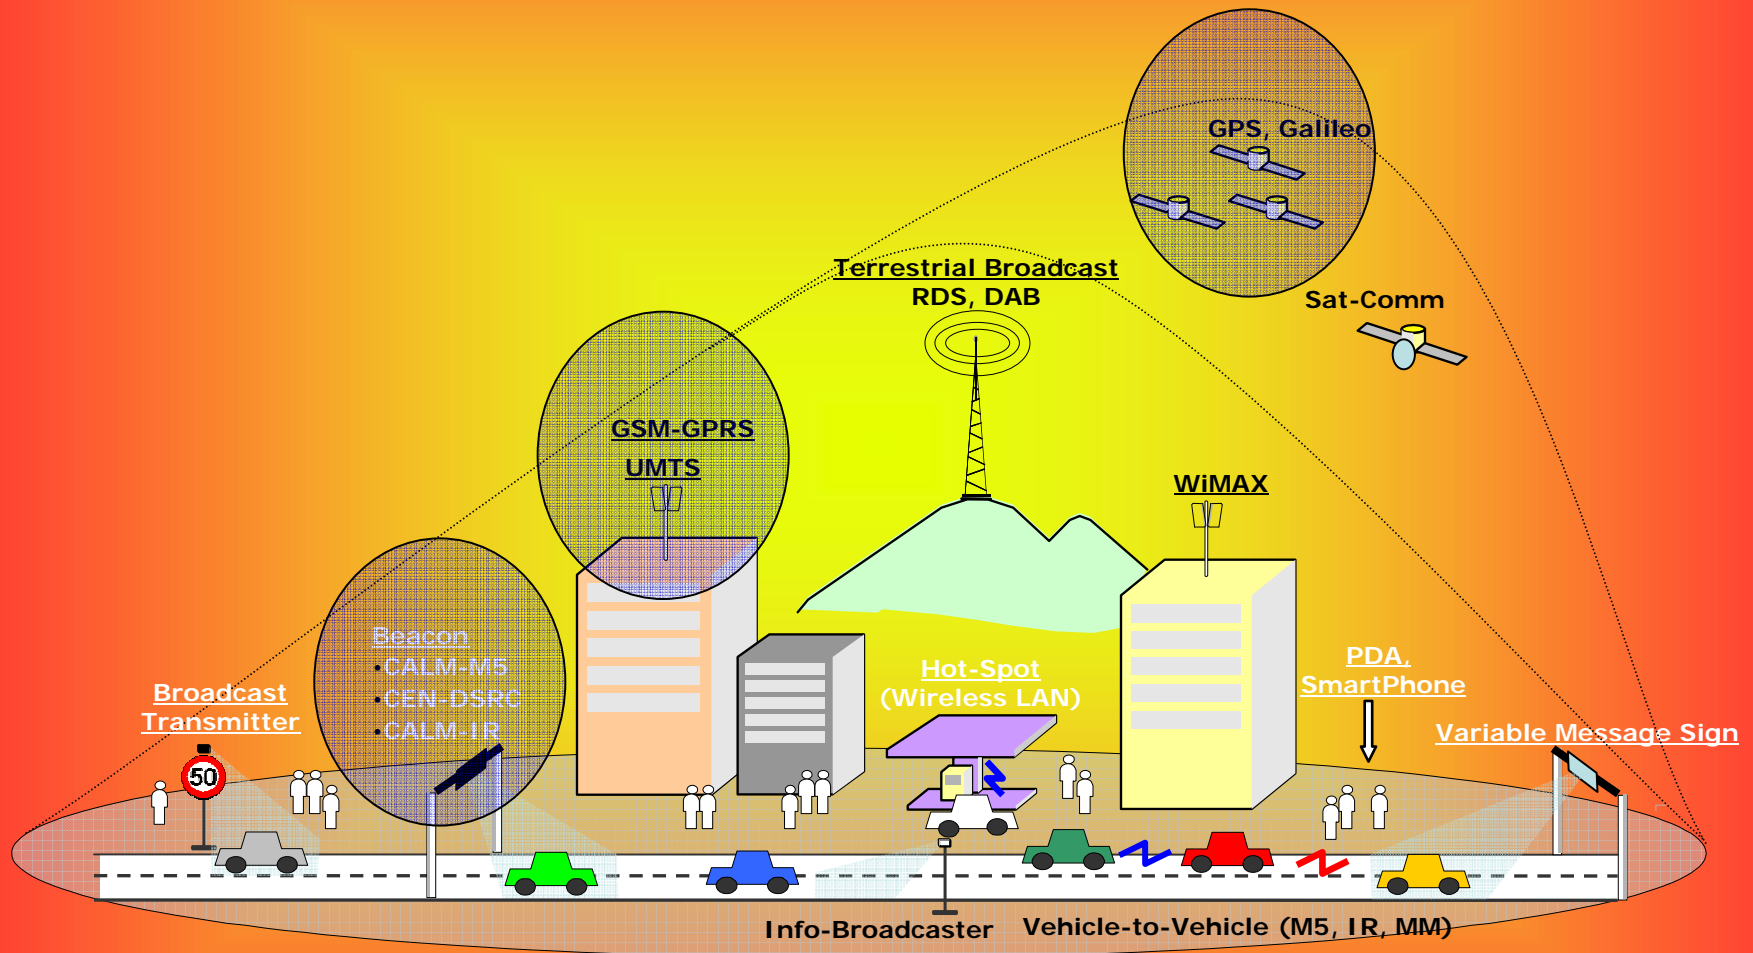 GPS, Galileo
Terrestrial Broadcast
RDS, DAB
Sat-Comm
GSM-GPRS
UMTS
WiMAX
Beacon
•CALM-M5
•CEN-DSRC
•CALM-IR
Broadcast
Transmitter
Hot-Spot
(Wireless LAN)
PDA,
SmartPhone
Variable Message Sign
50
Info-Broadcaster
Vehicle-to-Vehicle (M5, IR, MM)